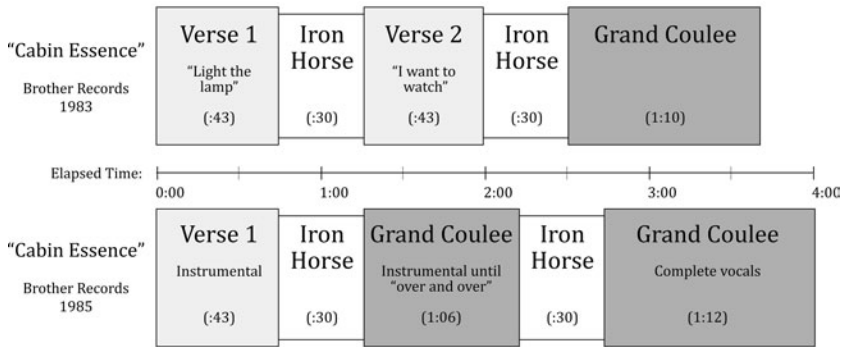 “Cabin Essence”
Brother Records
1983
Verse 1
“Light the
lamp”
(:43)
Iron
Horse
(:30)
Verse 2
“I want to
watch”
(:43)
Iron
Horse
(:30)
Grand Coulee
(1:10)
Elapsed Time:
0:00
1:00
2:00
3:00
4:00
“Cabin Essence”
Brother Records
1985
Verse 1
Instrumental
(:43)
Iron
Horse
(:30)
Grand Coulee
Instrumental until
“over and over”
(1:06)
Iron
Horse
(:30)
Grand Coulee
Complete vocals
(1:12)